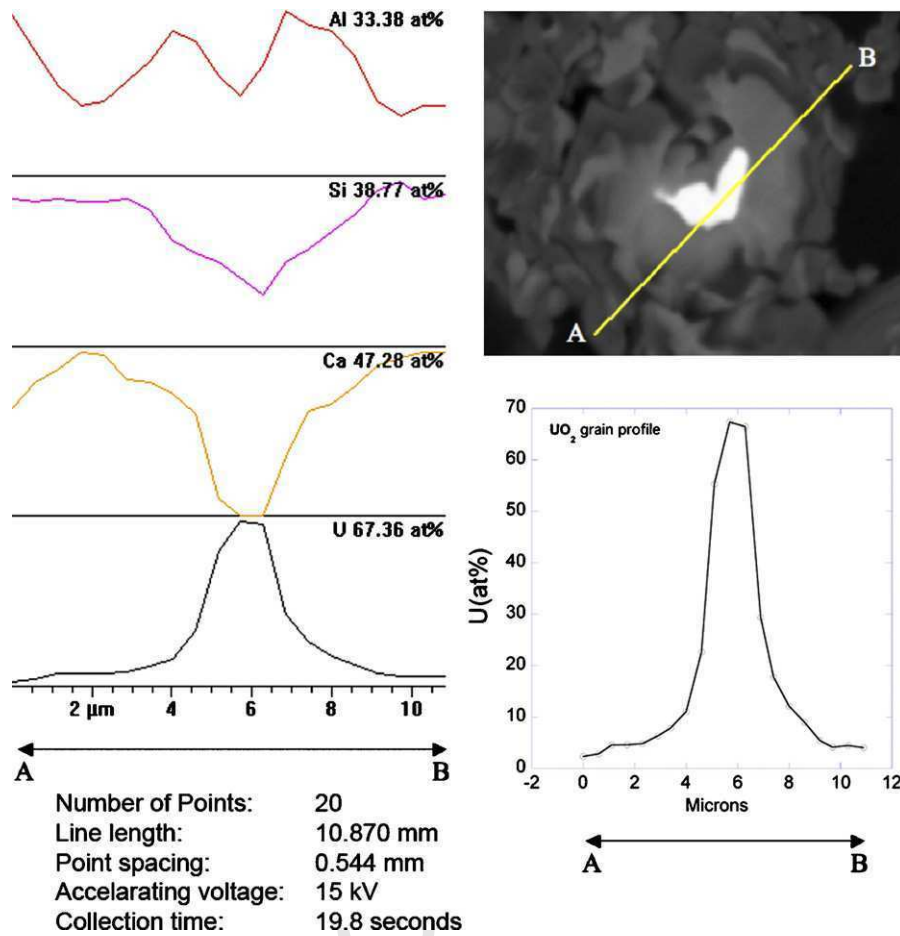 Al 33.38 at%
Si 38.77 at%
Ca 47.28 at%
U 67.36 at%
2 µm 4 6 8 10
A B
Number of Points: 20
Line length: 10.870 mm
Point spacing: 0.544 mm
Accelarating voltage: 15 kV
Collection time: 19.8 seconds
B
A
UO2 grain profile
U(at%)
70
60
50
40
30
20
10
0
-2 0 2 4 6 8 10 12
Microns
A B